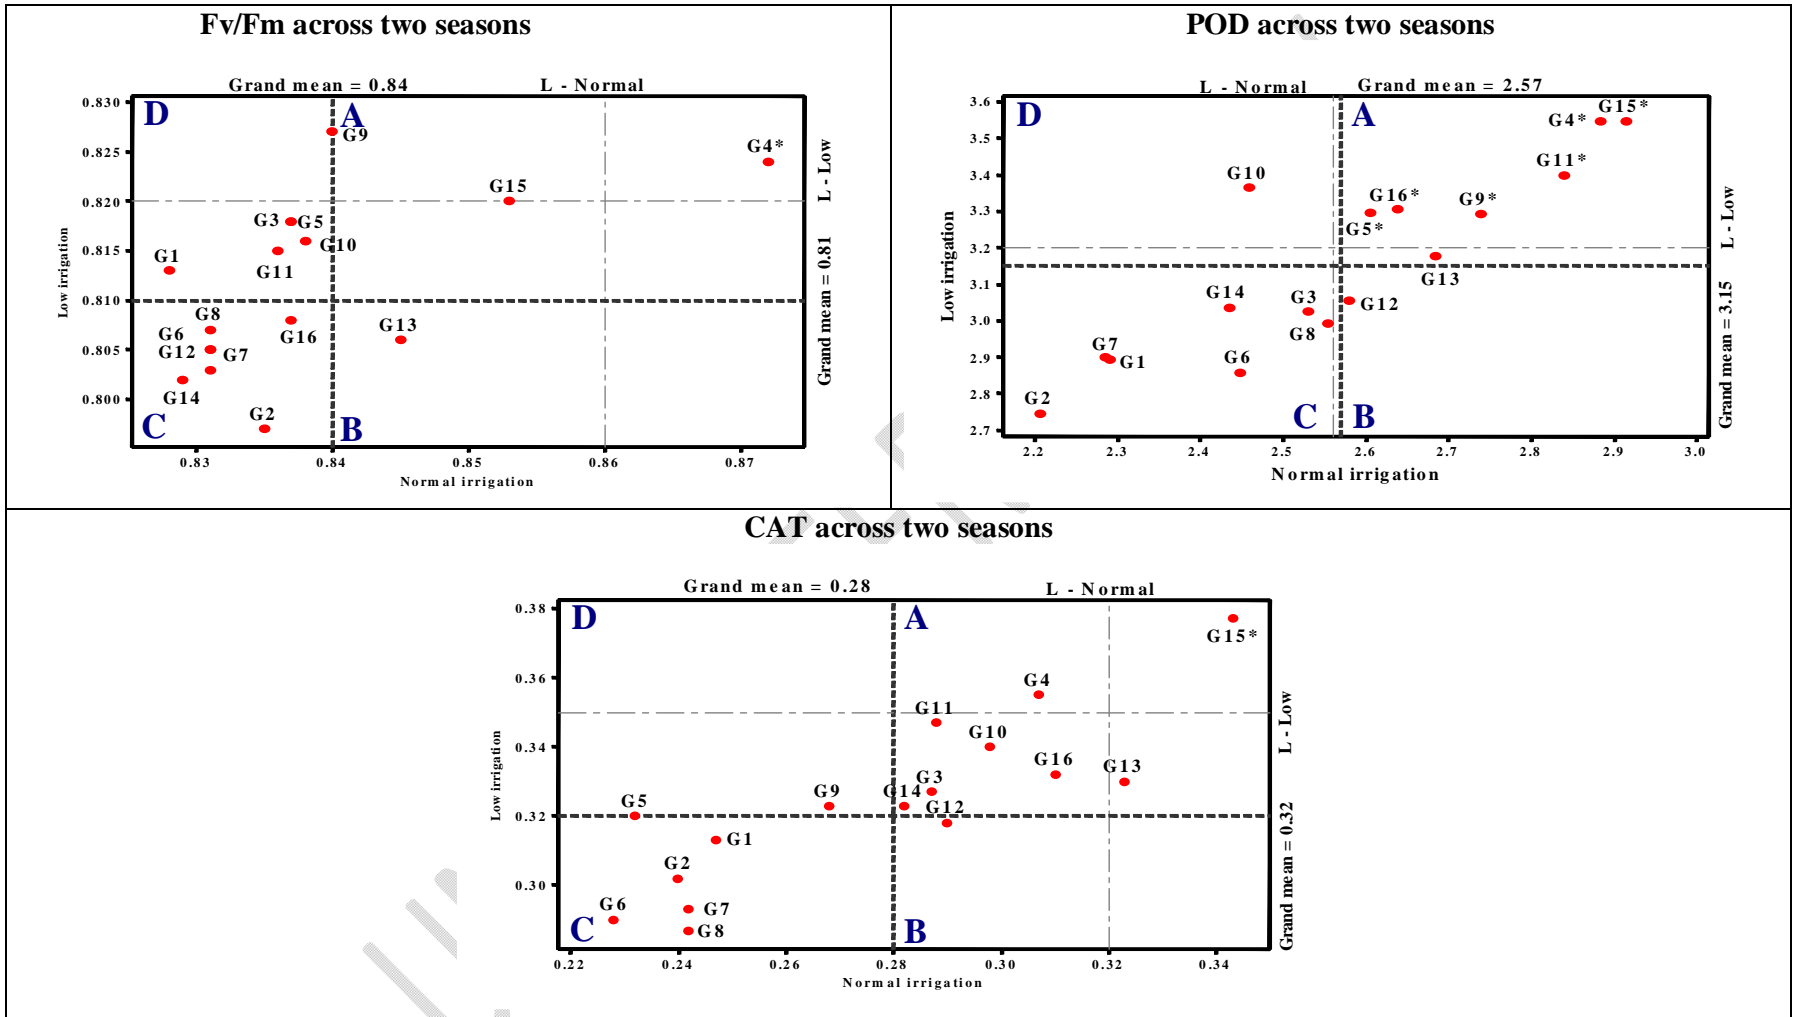 Fv/Fm across two seasons
Grand mean = 0.84 L - Normal
0.830
0.825
0.820
0.815
0.810
0.805
0.800
Low irrigation
D A
G9
G4*
G15
G3 G5
G10
G1
G11
G8
G6
G16
G13
G12 G7
G14
G2
C B
L - Low
Grand mean = 0.81
0.83 0.84 0.85 0.86 0.87
Normal irrigation
POD across two seasons
L - Normal Grand mean = 2.57
3.6
3.5
3.4
3.3
3.2
3.1
3.0
2.9
2.8
2.7
Low irrigation
D A
G15*
G4*
G11*
G10
G16* G9*
G5*
G13
G14 G3
G12
G8
G7
G1
G6
G2
C B
L - Low
Grand mean = 3.15
2.2 2.3 2.4 2.5 2.6 2.7 2.8 2.9 3.0
Normal irrigation
CAT across two seasons
Grand mean = 0.28 L - Normal
0.38
0.36
0.34
0.32
0.30
Low irrigation
D A
G15*
G4
G11
G10
G16 G13
G3
G9 G14
G5 G12
G1
G2
G6 G7
G8
C B
L - Low
Grand mean = 0.32
0.22 0.24 0.26 0.28 0.30 0.32 0.34
Normal irrigation